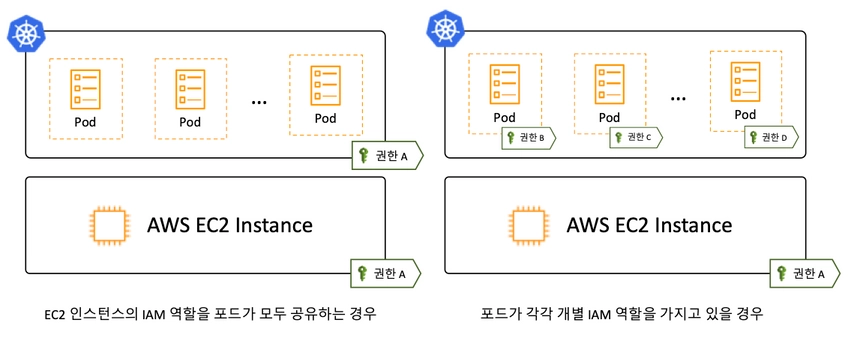 Pod
Pod
...
Pod
권한 A
AWS EC2 Instance
권한 A
EC2 인스턴스의 IAM 역할을 포드가 모두 공유하는 경우
Pod
권한 B
Pod
권한 C
...
Pod
권한 D
AWS EC2 Instance
권한 A
포드가 각각 개별 IAM 역할을 가지고 있을 경우